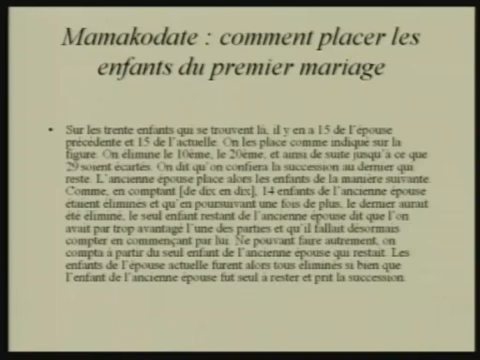 Mamakodate : comment placer les
enfants du premier mariage
• Sur les trente enfants qui se trouvent là, il y en a 15 de l'épouse
précédente et 15 de l'actuelle. On les place comme indiqué sur la
figure. On élimine le 10ème, le 20ème, et ainsi de suite jusqu'à ce que
29 soient écartés. On dit qu'on confiera la succession au dernier qui
reste. L'ancienne épouse place alors les enfants de la manière suivante.
Comme, en comptant [de dix en dix], 14 enfants de l'ancienne épouse
étaient éliminés et qu'en poursuivant une fois de plus, le dernier aurait
été éliminé, le seul enfant restant de l'ancienne épouse dit que l'on
avait par trop avantagé l'une des parties et qu'il fallait désormais
compter en commençant par lui. Ne pouvant faire autrement, on
compta à partir du seul enfant de l'ancienne épouse qui restait. Les
enfants de l'épouse actuelle furent alors tous éliminés si bien que
l'enfant de l'ancienne épouse fut seul a rester et prit la succession.